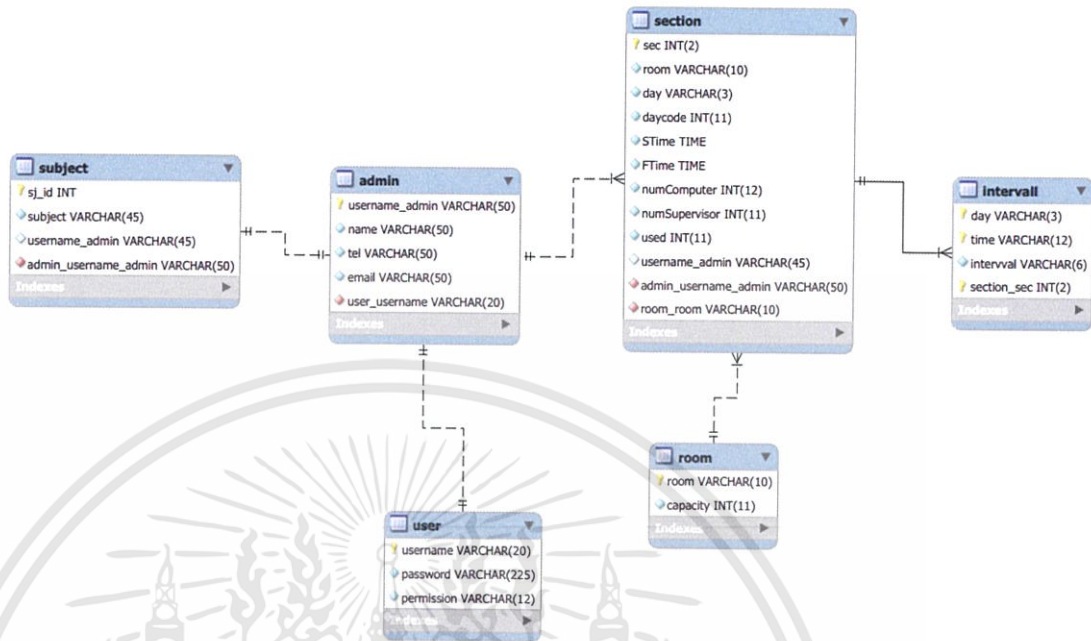 subject
sj_id INT
subject VARCHAR(45)
username_admin VARCHAR(45)
admin_username_admin VARCHAR(50)
Indexes
admin
username_admin VARCHAR(50)
name VARCHAR(50)
tel VARCHAR(50)
email VARCHAR(50)
user_username VARCHAR(20)
Indexes
section
sec INT(2)
room VARCHAR(10)
day VARCHAR(3)
daycode INT(11)
STime TIME
FTime TIME
numComputer INT(12)
numSupervisor INT(11)
used INT(11)
username_admin VARCHAR(45)
admin_username_admin VARCHAR(50)
room_room VARCHAR(10)
Indexes
intervall
day VARCHAR(3)
time VARCHAR(12)
intervval VARCHAR(6)
section_sec INT(2)
Indexes
room
room VARCHAR(10)
capacity INT(11)
Indexes
user
username VARCHAR(20)
password VARCHAR(225)
permission VARCHAR(12)
Indexes